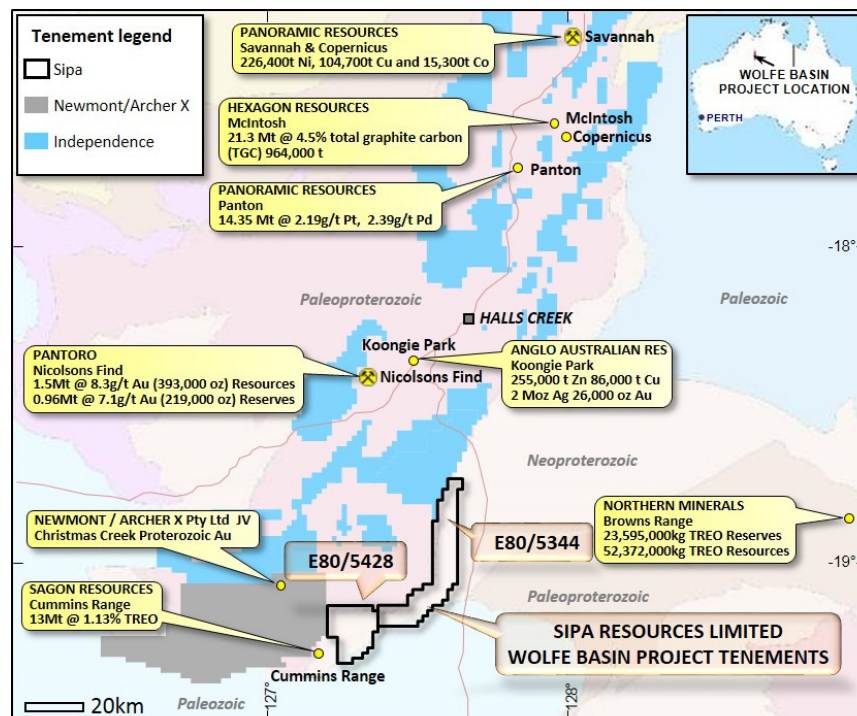 Tenement legend
Sipa
Newmont/Archer X
Independence
PANORAMIC RESOURCES
Savannah & Copernicus
226,400t Ni, 104,700t Cu and 15,300t Co
Savannah
WOLFE BASIN
PROJECT LOCATION
PERTH
HEXAGON RESOURCES
McIntosh
21.3 Mt @ 4.5% total graphite carbon
(TGC) 964,000 t
McIntosh
Copernicus
PANORAMIC RESOURCES
Panton
14.35 Mt @ 2.19g/t Pt, 2.39g/t Pd
Panton
-18°
Paleoproterozoic
Paleozoic
HALLS CREEK
Koongie Park
PANTORO
Nicolsons Find
1.5Mt @ 8.3g/t Au (393,000 oz) Resources
0.96Mt @ 7.1g/t Au (219,000 oz) Reserves
Nicolsons Find
ANGLO AUSTRALIAN RES
Koongie Park
255,000 t Zn 86,000 t Cu
2 Moz Ag 26,000 oz Au
Neoproterozoic
NORTHERN MINERALS
Browns Range
23,595,000kg TREO Reserves
52,372,000kg TREO Resources
NEWMONT / ARCHER X Pty Ltd JV
Christmas Creek Proterozoic Au
E80/5428
E80/5344
-19°
Paleoproterozoic
SAGON RESOURCES
Cummins Range
13Mt @ 1.13% TREO
SIPA RESOURCES LIMITED
WOLFE BASIN PROJECT TENEMENTS
Cummins Range
Paleozoic
Paleozoic
20km
127°
128°